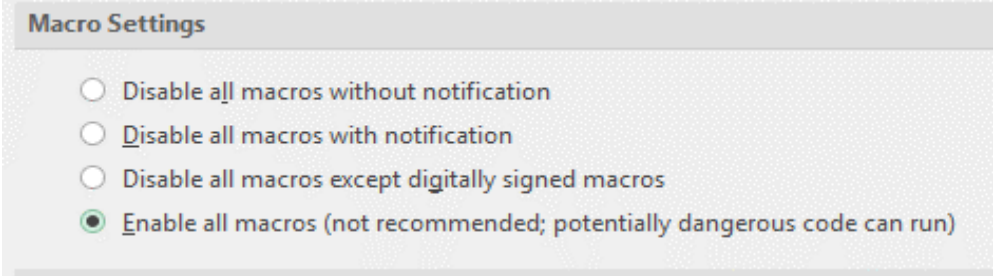 Macro Settings
Disable all macros without notification
Disable all macros with notification
Disable all macros except digitally signed macros
Enable all macros (not recommended; potentially dangerous code can run)